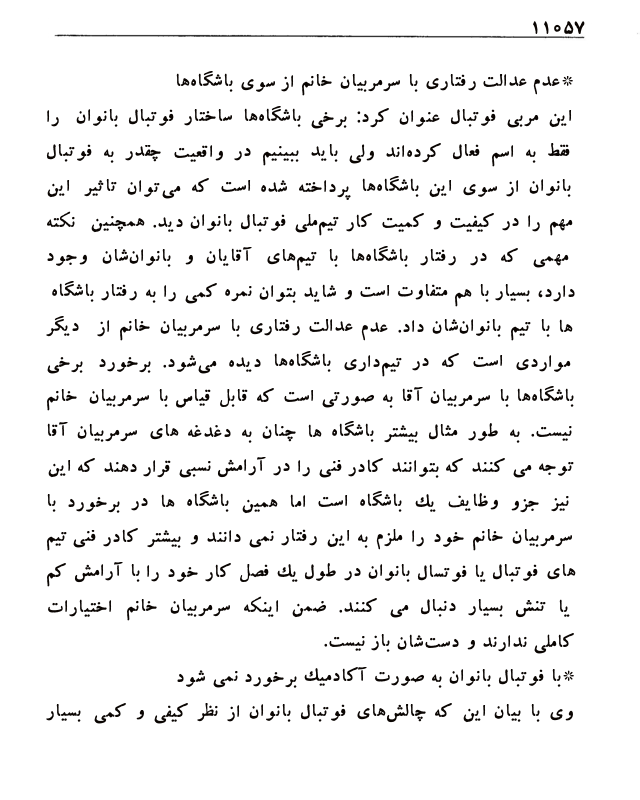 ۱۱۰۵۷
*عدم عدالت رفتاری با سرمربیان خانم از سوی باشگاه‌ها
این مربی فوتبال عنوان کرد: برخی باشگاه‌ها ساختار فوتبال بانوان را
فقط به اسم فعال کرده‌اند ولی باید ببینیم در واقعیت چقدر به فوتبال
بانوان از سوی این باشگاه‌ها پرداخته شده است که می‌توان تاثیر این
مهم را در کیفیت و کمیت کار تیم‌ملی فوتبال بانوان دید. همچنین نکته
مهمی که در رفتار باشگاه‌ها با تیم‌های آقایان و بانوان‌شان وجود
دارد، بسیار با هم متفاوت است و شاید بتوان نمره کمی را به رفتار باشگاه
ها با تیم بانوان‌شان داد. عدم عدالت رفتاری با سرمربیان خانم از دیگر
مواردی است که در تیم‌داری باشگاه‌ها دیده می‌شود. برخورد برخی
باشگاه‌ها با سرمربیان آقا به صورتی است که قابل قیاس با سرمربیان خانم
نیست. به طور مثال بیشتر باشگاه ها چنان به دغدغه های سرمربیان آقا
توجه می کنند که بتوانند کادر فنی را در آرامش نسبی قرار دهند که این
نیز جزو وظایف یك باشگاه است اما همین باشگاه ها در برخورد با
سرمربیان خانم خود را ملزم به این رفتار نمی دانند و بیشتر کادر فنی تیم
های فوتبال یا فوتسال بانوان در طول یك فصل کار خود را با آرامش کم
یا تنش بسیار دنبال می کنند. ضمن اینکه سرمربیان خانم اختیارات
کاملی ندارند و دست‌شان باز نیست.
*با فوتبال بانوان به صورت آکادمیك برخورد نمی شود
وی با بیان این که چالش‌های فوتبال بانوان از نظر کیفی و کمی بسیار